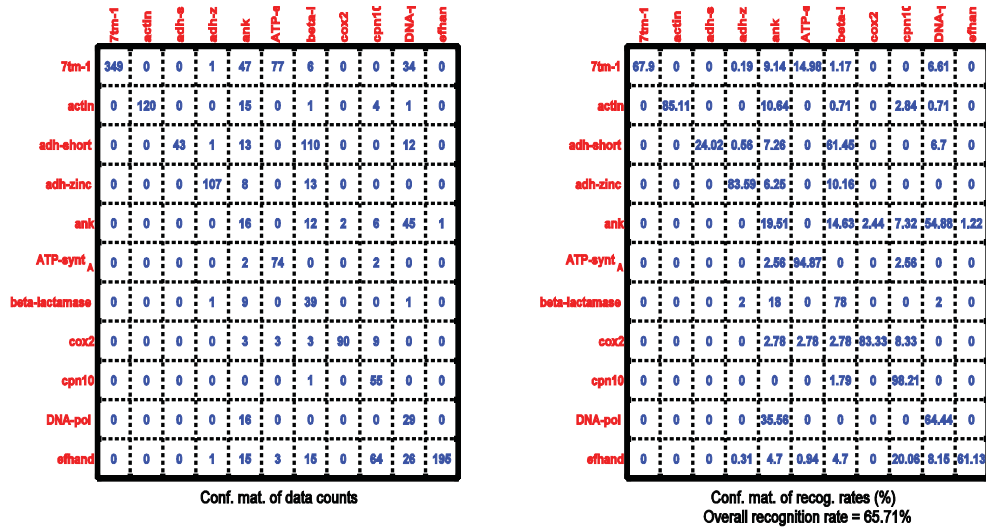 7tm-1 actin adh-s adh-z ank ATP-s beta-l cox2 cpn10 DNA-p efhan
7tm-1 349 0 0 1 47 77 6 0 0 34 0
actin 0 120 0 0 15 0 1 0 4 1 0
adh-short 0 0 43 1 13 0 110 0 0 12 0
adh-zinc 0 0 0 107 8 0 13 0 0 0 0
ank 0 0 0 0 16 0 12 2 6 45 1
ATP-synt A 0 0 0 0 2 74 0 0 2 0 0
beta-lactamase 0 0 0 1 9 0 39 0 0 1 0
cox2 0 0 0 0 3 3 3 90 9 0 0
cpn10 0 0 0 0 0 0 1 0 55 0 0
DNA-pol 0 0 0 0 16 0 0 0 0 29 0
efhand 0 0 0 1 15 3 15 0 64 26 195
Conf. mat. of data counts
7tm-1 actin adh-s adh-z ank ATP-s beta-l cox2 cpn10 DNA-p efhan
7tm-1 67.9 0 0 0.19 9.14 14.98 1.17 0 0 6.61 0
actin 0 85.11 0 0 10.64 0 0.71 0 2.84 0.71 0
adh-short 0 0 24.02 0.56 7.26 0 61.45 0 0 6.7 0
adh-zinc 0 0 0 83.59 6.25 0 10.16 0 0 0 0
ank 0 0 0 0 19.51 0 14.63 2.44 7.32 54.88 1.22
ATP-synt A 0 0 0 0 2.56 94.87 0 0 2.56 0 0
beta-lactamase 0 0 0 2 18 0 78 0 0 2 0
cox2 0 0 0 0 2.78 2.78 2.78 83.33 8.33 0 0
cpn10 0 0 0 0 0 0 1.79 0 98.21 0 0
DNA-pol 0 0 0 0 35.56 0 0 0 0 64.44 0
efhand 0 0 0 0.31 4.7 0.94 4.7 0 20.06 8.15 61.13
Conf. mat. of recog. rates (%)
Overall recognition rate = 65.71%